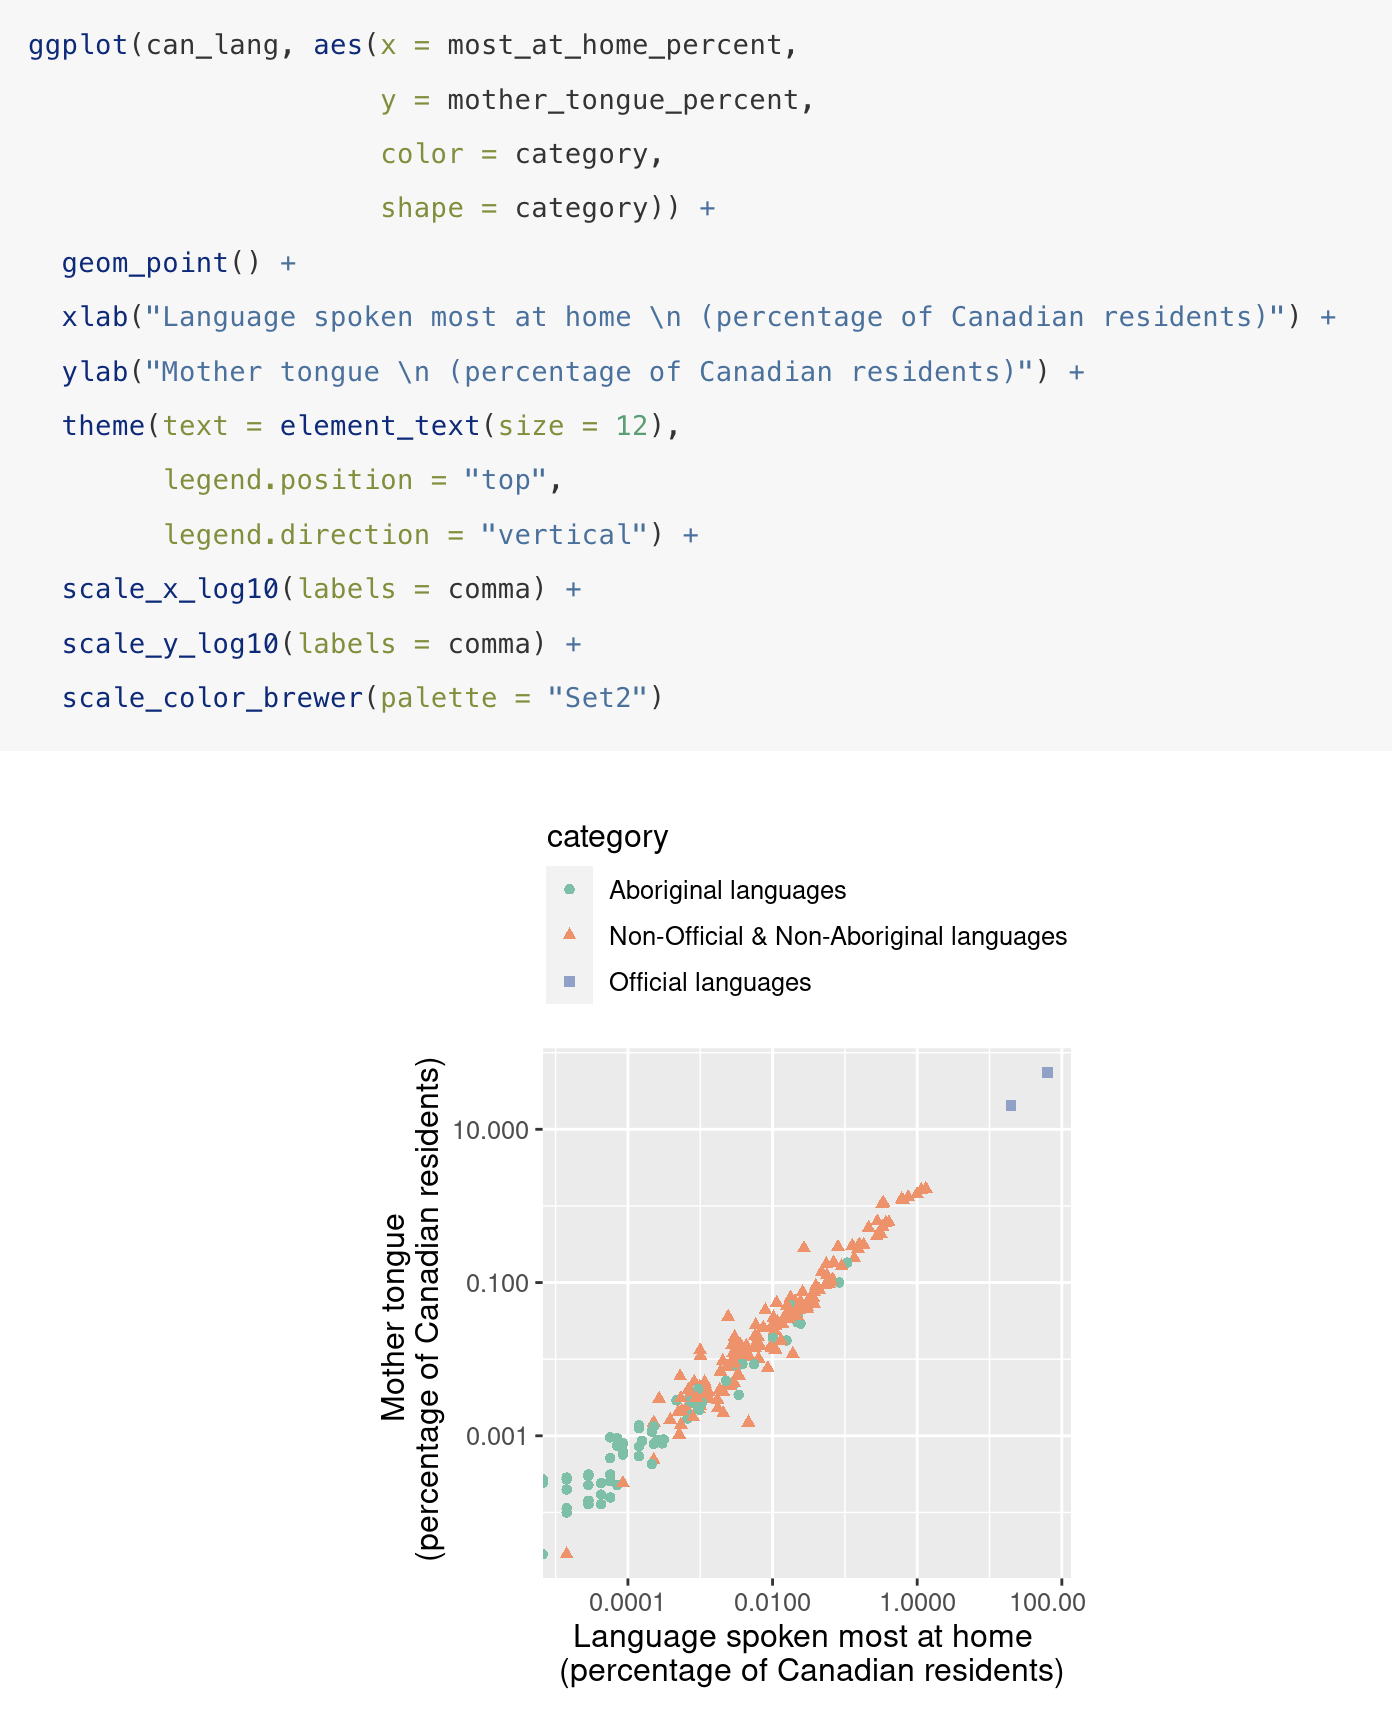 ggplot(can_lang, aes(x = most_at_home_percent,
                     y = mother_tongue_percent,
                     color = category,
                     shape = category)) +
  geom_point() +
  xlab("Language spoken most at home \n (percentage of Canadian residents)") +
  ylab("Mother tongue \n (percentage of Canadian residents)") +
  theme(text = element_text(size = 12),
        legend.position = "top",
        legend.direction = "vertical") +
  scale_x_log10(labels = comma) +
  scale_y_log10(labels = comma) +
  scale_color_brewer(palette = "Set2")
category
Aboriginal languages
Non-Official & Non-Aboriginal languages
Official languages
Mother tongue
(percentage of Canadian residents)
10.000
0.100
0.001
0.0001 0.0100 1.0000 100.00
Language spoken most at home
(percentage of Canadian residents)